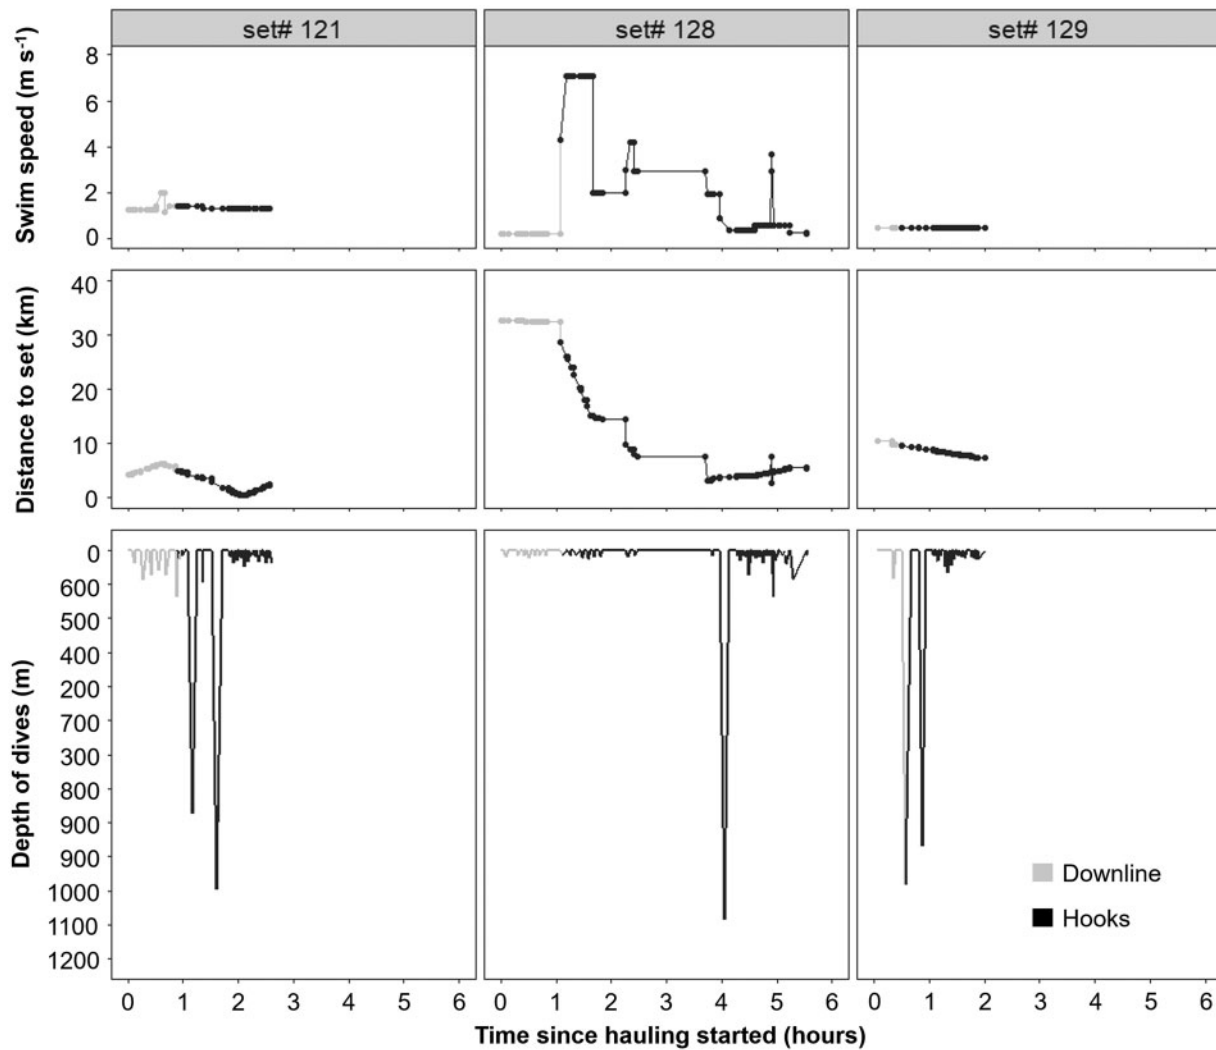 set# 121
set# 128
set# 129
Swim speed (m s⁻¹)
8
6
4
2
0
Distance to set (km)
40
30
20
10
0
Depth of dives (m)
0
600
500
400
200
700
300
800
900
900
1000
1100
1200
Downline
Hooks
0 1 2 3 4 5 6
0 1 2 3 4 5 6
0 1 2 3 4 5 6
Time since hauling started (hours)